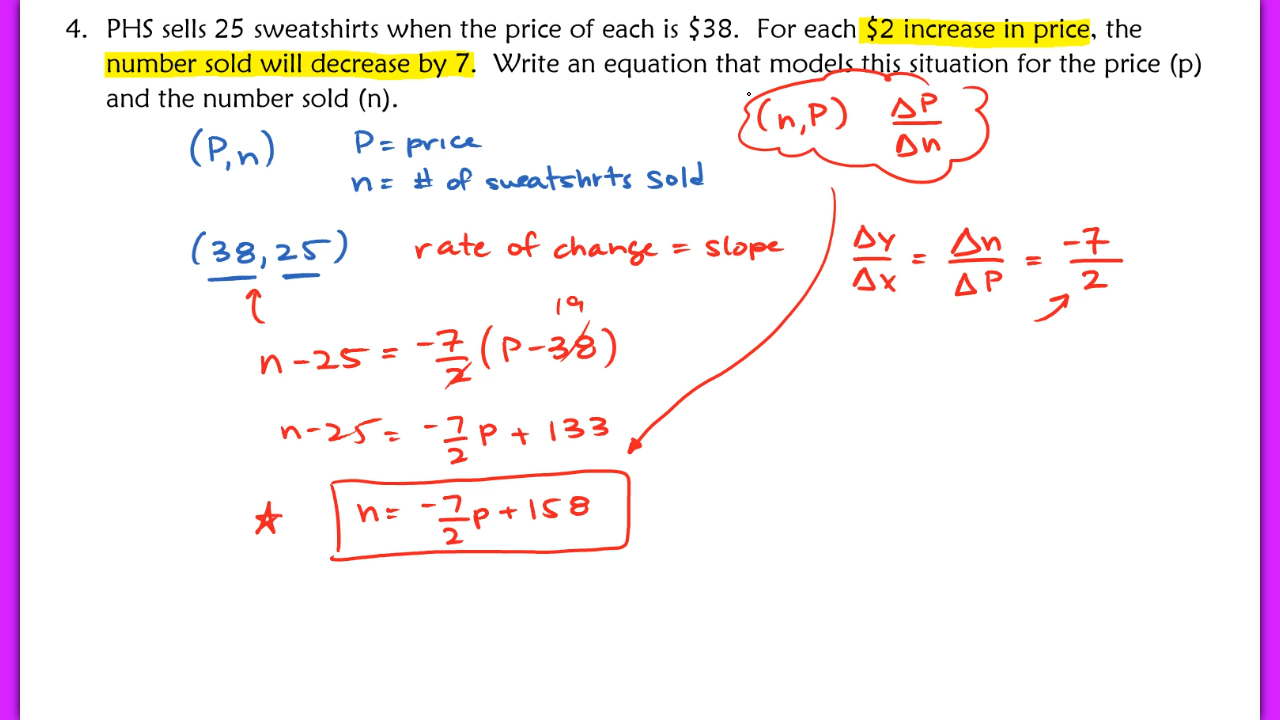 4. PHS sells 25 sweatshirts when the price of each is $38. For each $2 increase in price, the
number sold will decrease by 7. Write an equation that models this situation for the price (p)
and the number sold (n).
(n,P) ΔP/Δn
(P,n) P = price
n = # of sweatshrts sold
(38,25) rate of change = slope Δy/Δx = Δn/ΔP = -7/2
19
n-25 = -7/2 (P-38)
n-25 = -7/2 P + 133
★ n = -7/2 P + 158